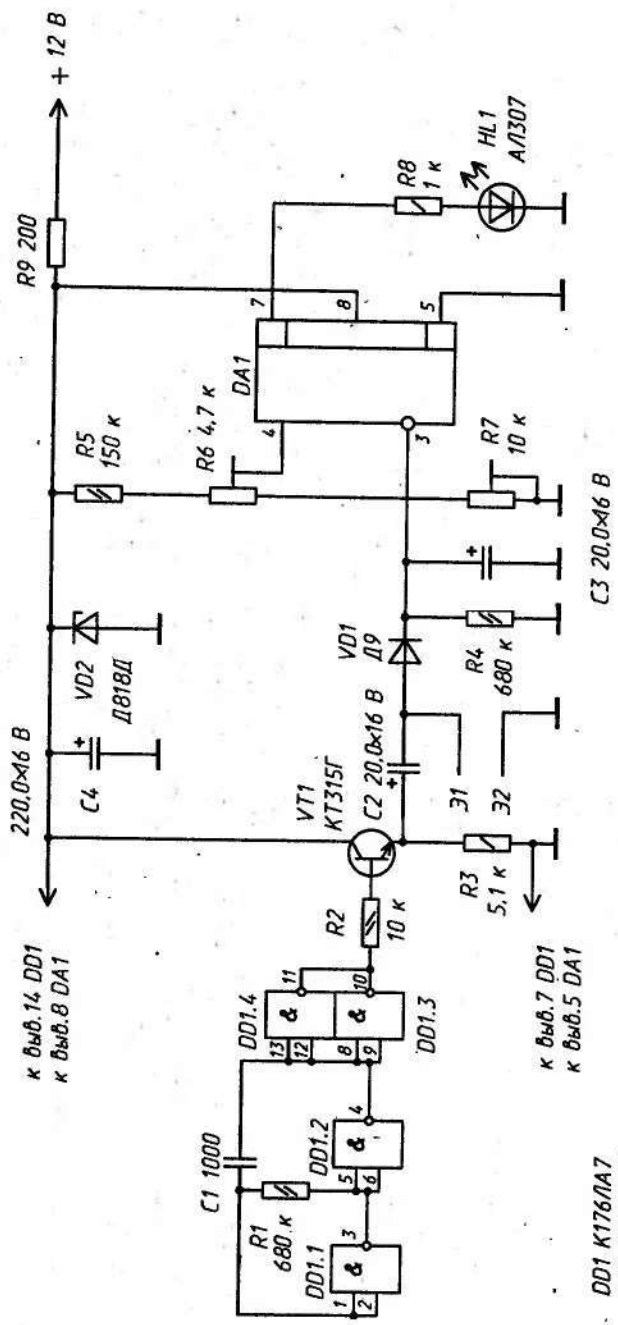 + 12 В
R9 200
220,0×16 В
к выв.14 DD1
к выв.8 DA1
C4
VD2
Д818Д
R5
150 к
R6 4,7 к
DA1
4
3
7
8
5
R8
1 к
HL1
АЛ307
R7
10 к
C3 20,0×16 В
VD1
Д9
R4
680 к
VT1
КТ315Г
C2 20,0×16 В
Э1
Э2
R3
5,1 к
R2
10 к
DD1.4
&
11
13
12
&
10
8
9
DD1.3
C1 1000
R1
680 к
DD1.2
&
5
6
4
DD1.1
&
1
2
3
к выв.7 DD1
к выв.5 DA1
DD1 К176ЛА7